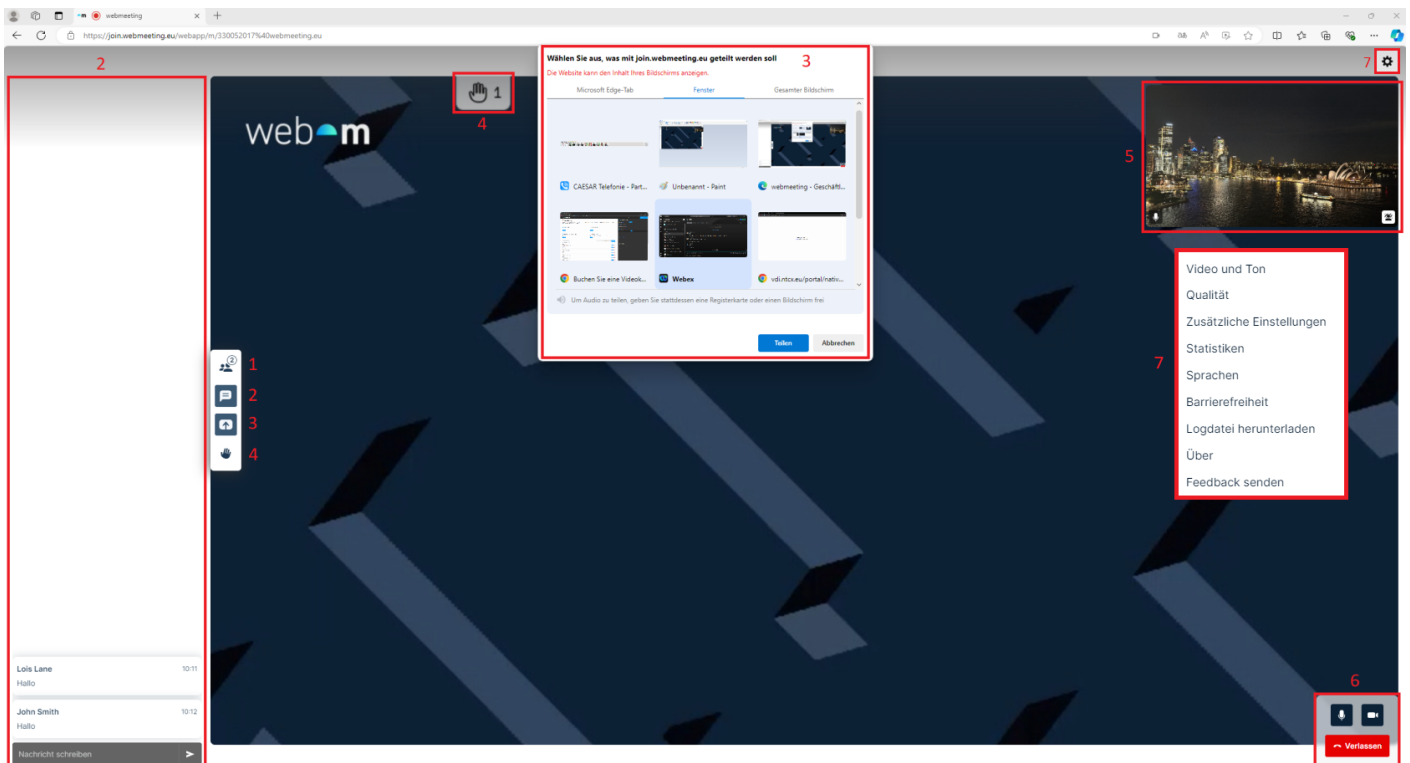 webmeeting
https://join.webmeeting.eu/webapp/m/330052017%40webmeeting.eu
2
web m
1
4
Wählen Sie aus, was mit join.webmeeting.eu geteilt werden soll
3
Die Website kann den Inhalt Ihres Bildschirms anzeigen.
Microsoft Edge-Tab
Fenster
Gesamter Bildschirm
CAESAR Telefonie - Part...
Unbenannt - Paint
webmeeting - Geschäftl...
Buchen Sie eine Videok...
Webex
vdi.ntcx.eu/portal/nativ...
Um Audio zu teilen, geben Sie stattdessen eine Registerkarte oder einen Bildschirm frei
Teilen
Abbrechen
7
5
2
1
2
3
4
7
Video und Ton
Qualität
Zusätzliche Einstellungen
Statistiken
Sprachen
Barrierefreiheit
Logdatei herunterladen
Über
Feedback senden
Lois Lane
10:11
Hallo
John Smith
10:12
Hallo
Nachricht schreiben
6
Verlassen